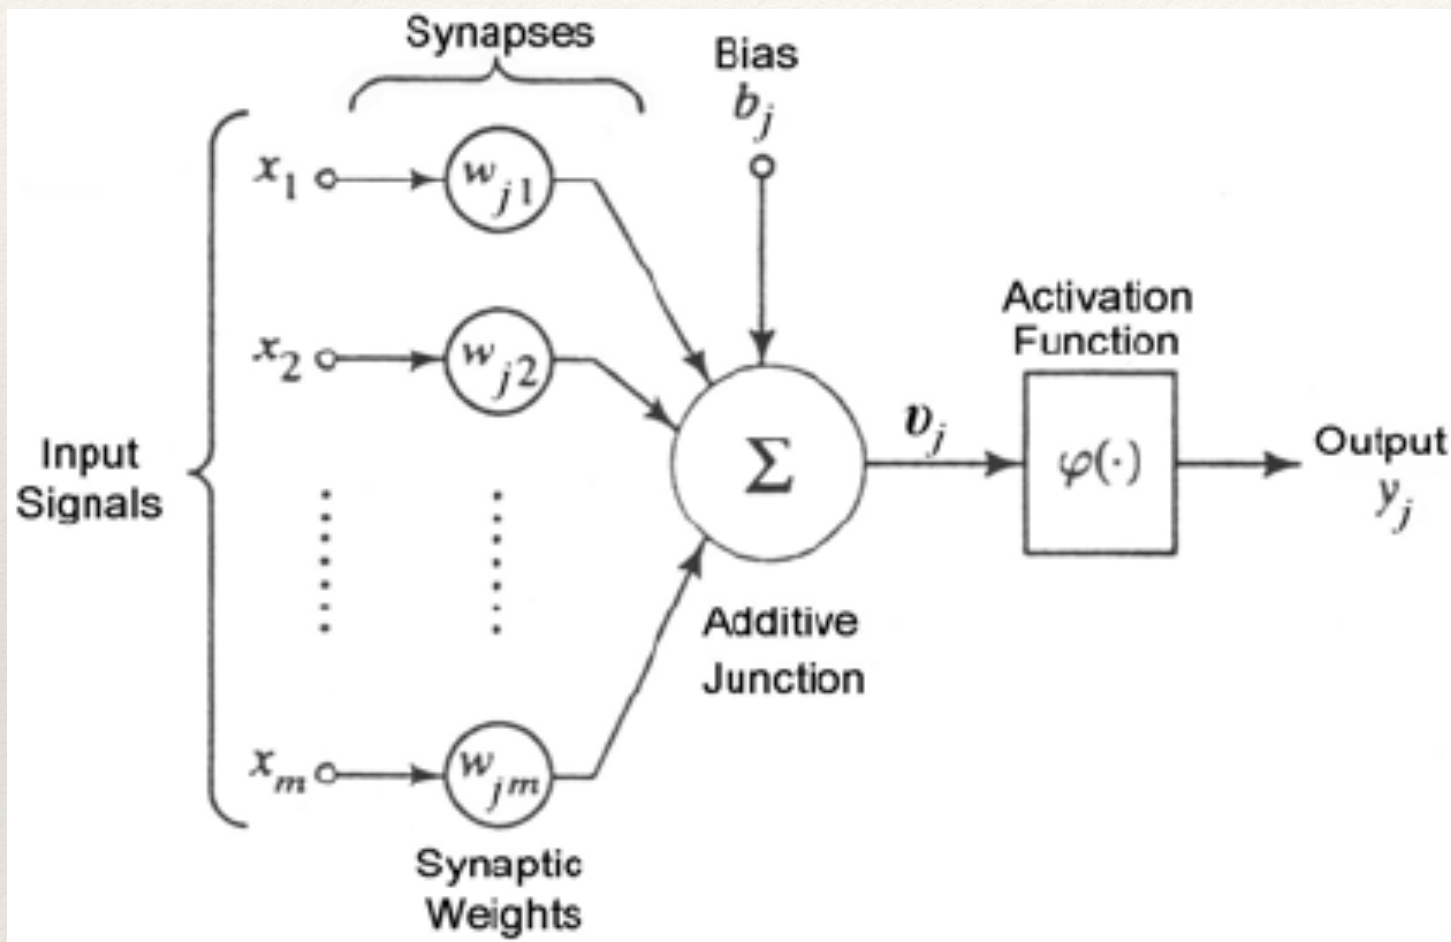 Synapses
Bias
b_j
x_1
w_j1
x_2
w_j2
Activation
Function
Input
Signals
Σ
v_j
φ(·)
Output
y_j
Additive
Junction
x_m
w_jm
Synaptic
Weights